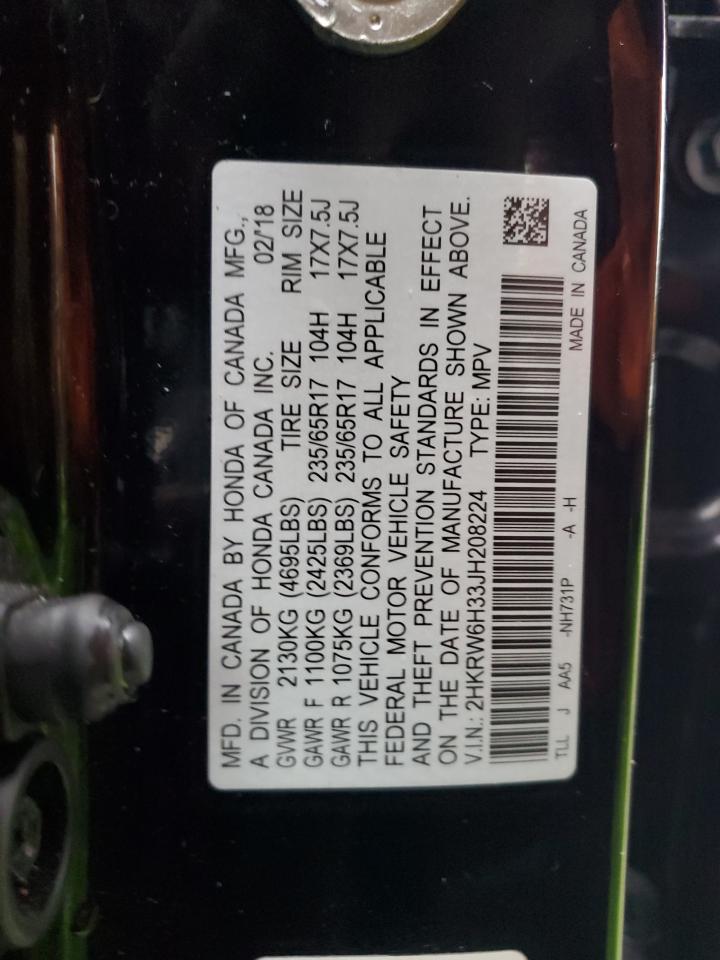 MFD. IN CANADA BY HONDA OF CANADA MFG.,
A DIVISION OF HONDA CANADA INC. 02/'18
GVWR 2130KG (4695LBS) TIRE SIZE RIM SIZE
GAWR F 1100KG (2425LBS) 235/65R17 104H 17X7.5J
GAWR R 1075KG (2369LBS) 235/65R17 104H 17X7.5J
THIS VEHICLE CONFORMS TO ALL APPLICABLE
FEDERAL MOTOR VEHICLE SAFETY
AND THEFT PREVENTION STANDARDS IN EFFECT
ON THE DATE OF MANUFACTURE SHOWN ABOVE.
V.I.N.: 2HKRW6H33JH208224 TYPE: MPV
TLL J AA5 -NH731P -A -H MADE IN CANADA